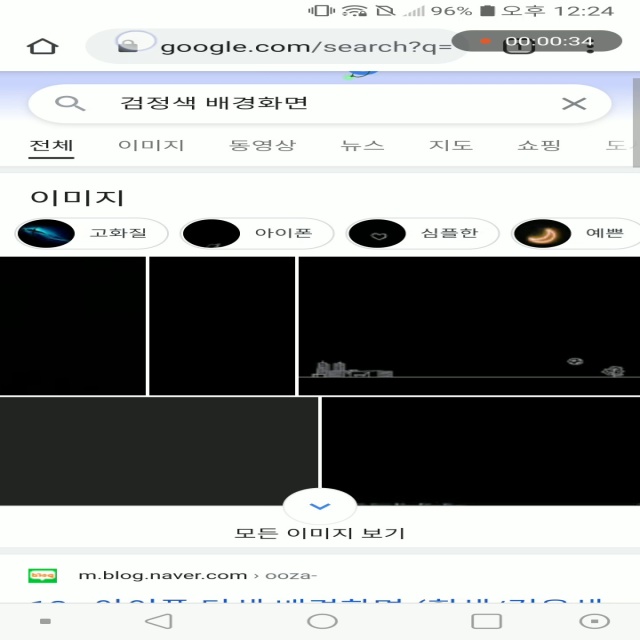 96% 오후 12:24
google.com/search?q=
00:00:34
검정색 배경화면
전체 이미지 동영상 뉴스 지도 쇼핑
이미지
고화질 아이폰 심플한 예쁜
모든 이미지 보기
m.blog.naver.com › ooza-